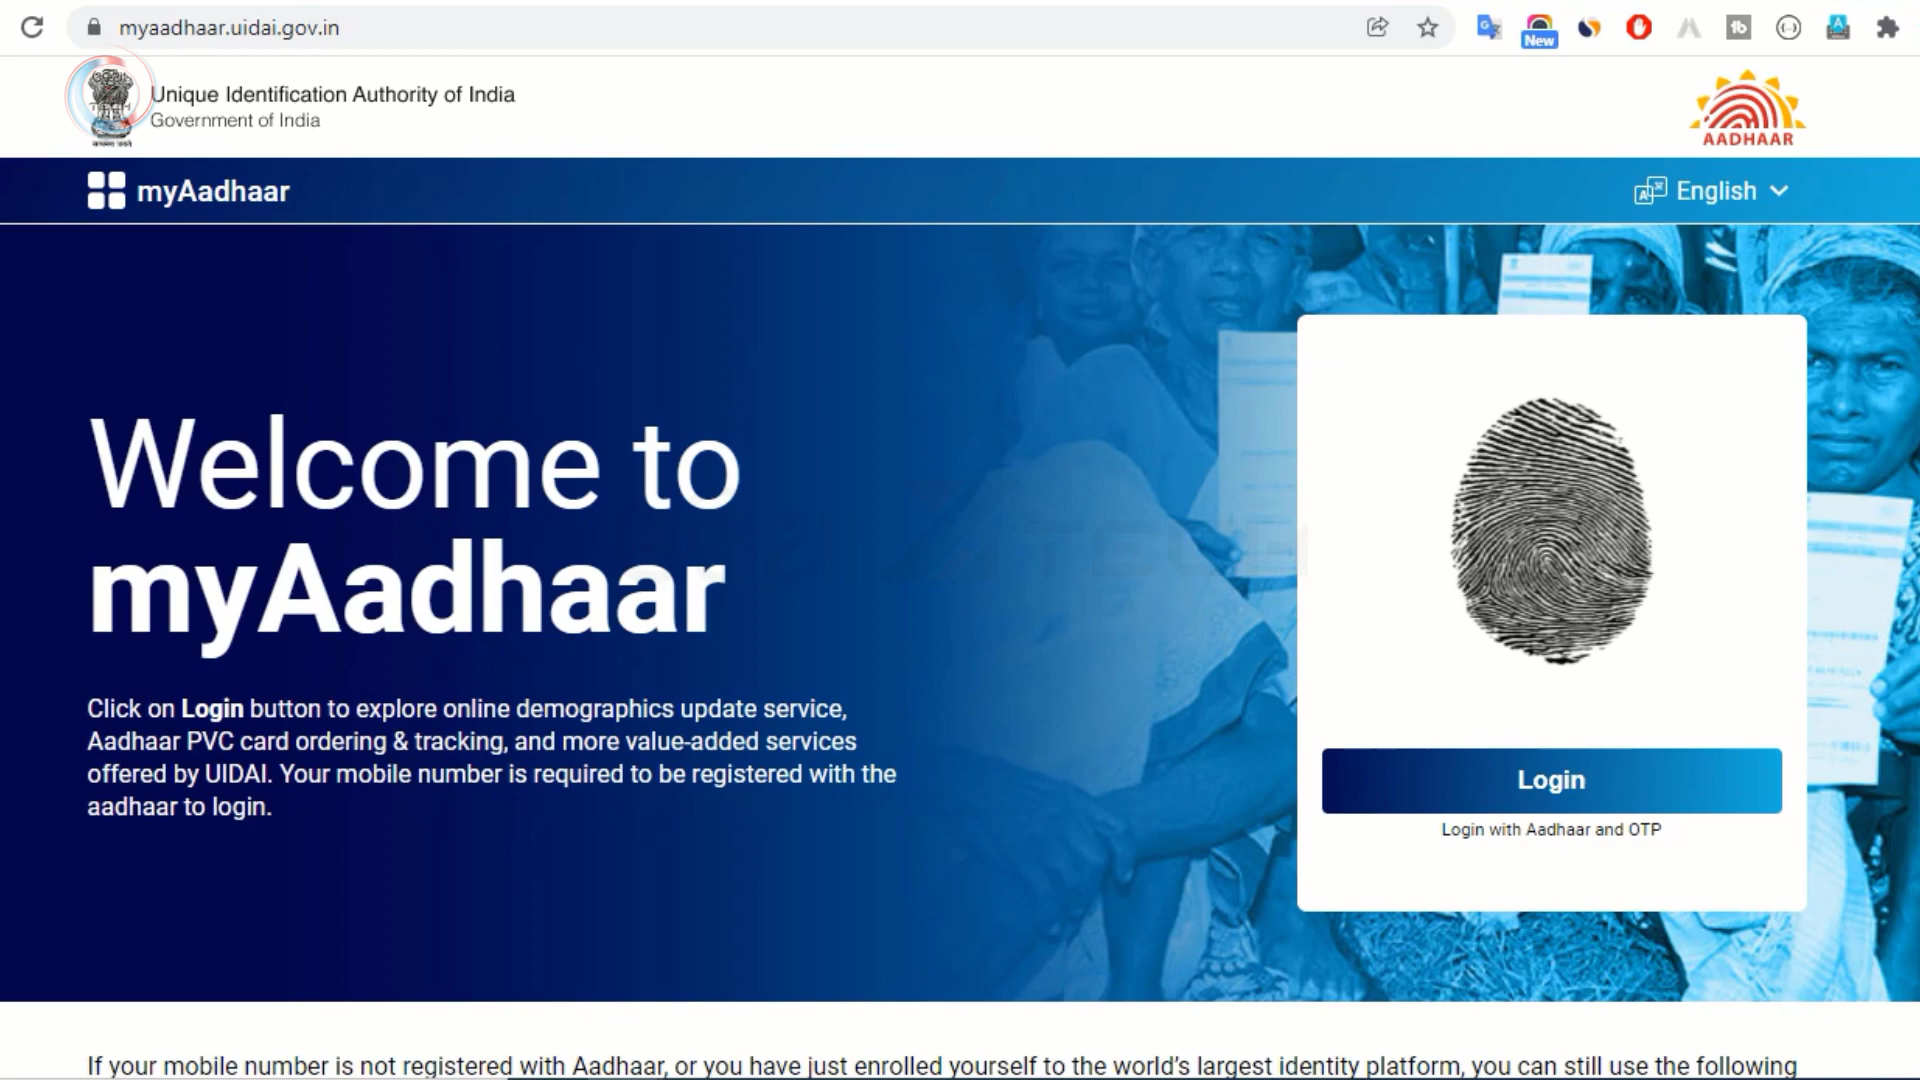 myaadhaar.uidai.gov.in
New
Unique Identification Authority of India
Government of India
AADHAAR
myAadhaar
English
Welcome to
myAadhaar
Click on Login button to explore online demographics update service,
Aadhaar PVC card ordering & tracking, and more value-added services
offered by UIDAI. Your mobile number is required to be registered with the
aadhaar to login.
Login
Login with Aadhaar and OTP
If your mobile number is not registered with Aadhaar, or you have just enrolled yourself to the world's largest identity platform, you can still use the following